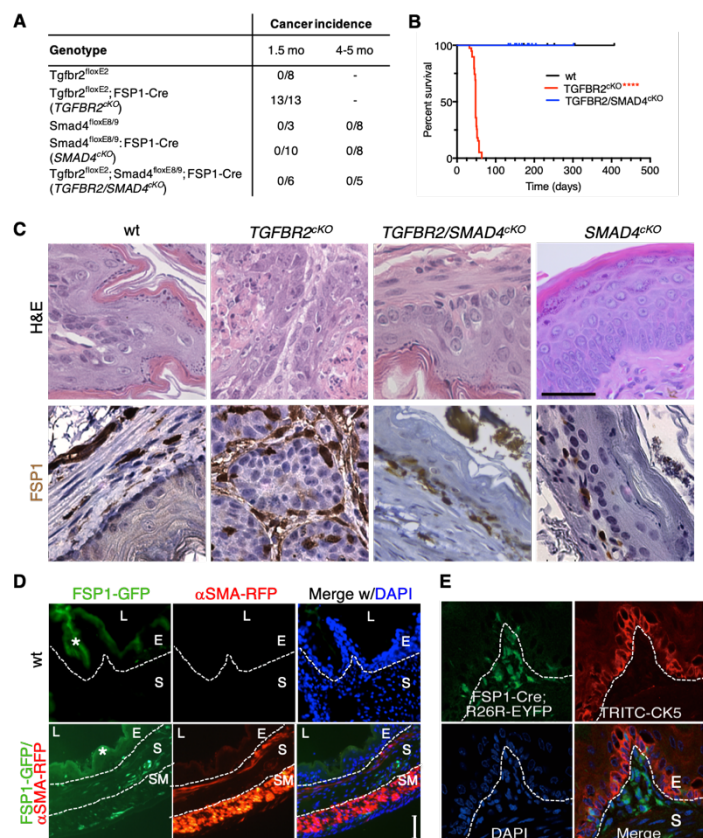 A
Cancer incidence
Genotype 1.5 mo 4-5 mo
Tgfbr2floxE2 0/8 -
Tgfbr2floxE2; FSP1-Cre
(TGFBR2cKO) 13/13 -
Smad4floxE8/9 0/3 0/8
Smad4floxE8/9: FSP1-Cre
(SMAD4cKO) 0/10 0/8
Tgfbr2floxE2; Smad4floxE8/9; FSP1-Cre
(TGFBR2/SMAD4cKO) 0/6 0/5
B
Percent survival
100
50
0
0 100 200 300 400 500
Time (days)
wt
TGFBR2cKO ****
TGFBR2/SMAD4cKO
C
wt TGFBR2cKO TGFBR2/SMAD4cKO SMAD4cKO
H&E
FSP1
D
FSP1-GFP αSMA-RFP Merge w/DAPI
wt
L L
* E E
S S
FSP1-GFP/
αSMA-RFP
L E L E L E
* S S S
SM SM SM
E
FSP1-Cre;
R26R-EYFP
TRITC-CK5
DAPI
E
S
Merge